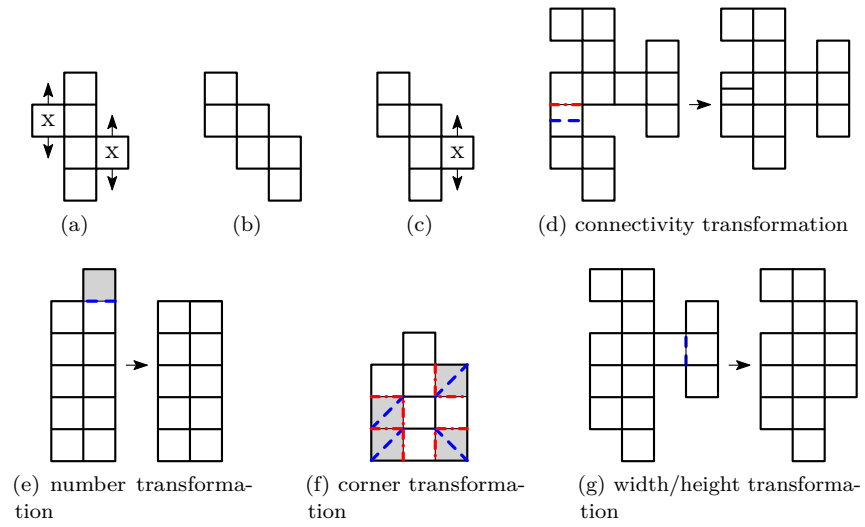 X
X
X
(a)
(b)
(c)
(d) connectivity transformation
(e) number transforma-
tion
(f) corner transforma-
tion
(g) width/height transforma-
tion